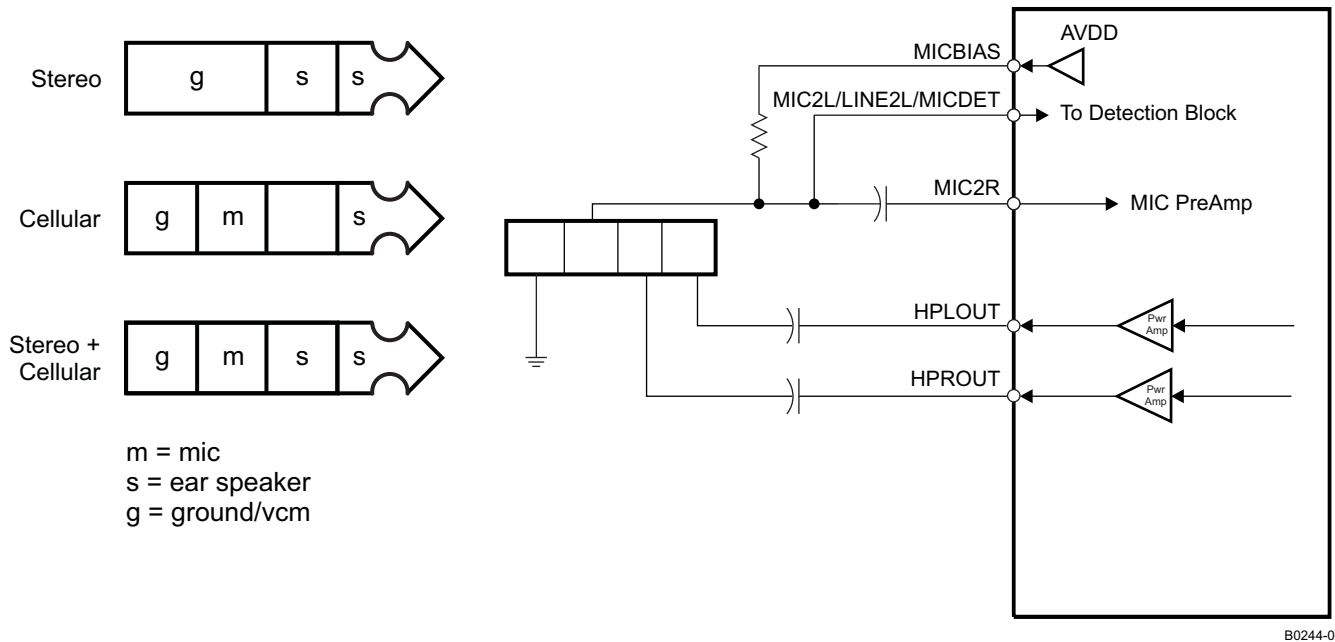 Stereo
g
s
s
Cellular
g
m
s
Stereo +
Cellular
g
m
s
s
m = mic
s = ear speaker
g = ground/vcm
AVDD
MICBIAS
MIC2L/LINE2L/MICDET
To Detection Block
MIC2R
MIC PreAmp
HPLOUT
Pwr
Amp
HPROUT
Pwr
Amp
B0244-0